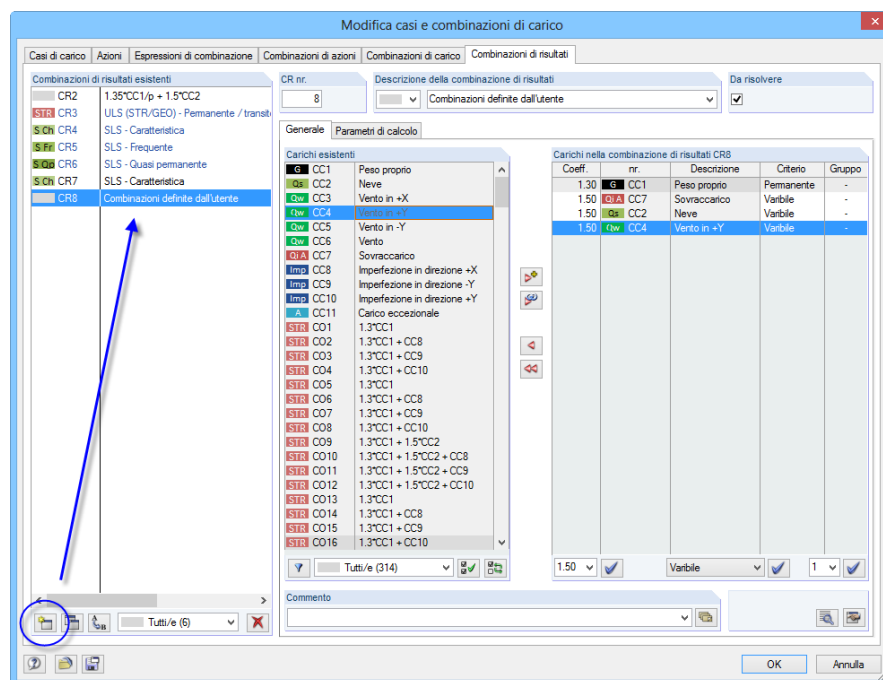 Modifica casi e combinazioni di carico
Casi di carico Azioni Espressioni di combinazione Combinazioni di azioni Combinazioni di carico Combinazioni di risultati
Combinazioni di risultati esistenti
CR2 1.35*CC1/p + 1.5*CC2
STR CR3 ULS (STR/GEO) - Permanente / transit
S Ch CR4 SLS - Caratteristica
S Fr CR5 SLS - Frequente
S Qp CR6 SLS - Quasi permanente
S Ch CR7 SLS - Caratteristica
CR8 Combinazioni definite dall'utente
Tutti/e (6)
CR nr.
8
Descrizione della combinazione di risultati
Combinazioni definite dall'utente
Da risolvere
Generale Parametri di calcolo
Carichi esistenti
G CC1 Peso proprio
Qs CC2 Neve
Qw CC3 Vento in +X
Qw CC4 Vento in +Y
Qw CC5 Vento in -Y
Qw CC6 Vento
Qi A CC7 Sovraccarico
Imp CC8 Imperfezione in direzione +X
Imp CC9 Imperfezione in direzione -Y
Imp CC10 Imperfezione in direzione +Y
A CC11 Carico eccezionale
STR CO1 1.3*CC1
STR CO2 1.3*CC1 + CC8
STR CO3 1.3*CC1 + CC9
STR CO4 1.3*CC1 + CC10
STR CO5 1.3*CC1
STR CO6 1.3*CC1 + CC8
STR CO7 1.3*CC1 + CC9
STR CO8 1.3*CC1 + CC10
STR CO9 1.3*CC1 + 1.5*CC2
STR CO10 1.3*CC1 + 1.5*CC2 + CC8
STR CO11 1.3*CC1 + 1.5*CC2 + CC9
STR CO12 1.3*CC1 + 1.5*CC2 + CC10
STR CO13 1.3*CC1
STR CO14 1.3*CC1 + CC8
STR CO15 1.3*CC1 + CC9
STR CO16 1.3*CC1 + CC10
Tutti/e (314)
Carichi nella combinazione di risultati CR8
Coeff. nr. Descrizione Criterio Gruppo
1.30 G CC1 Peso proprio Permanente -
1.50 Qi A CC7 Sovraccarico Varibile -
1.50 Qs CC2 Neve Varibile -
1.50 Qw CC4 Vento in +Y Varibile -
1.50 Varibile 1
Commento
OK Annulla